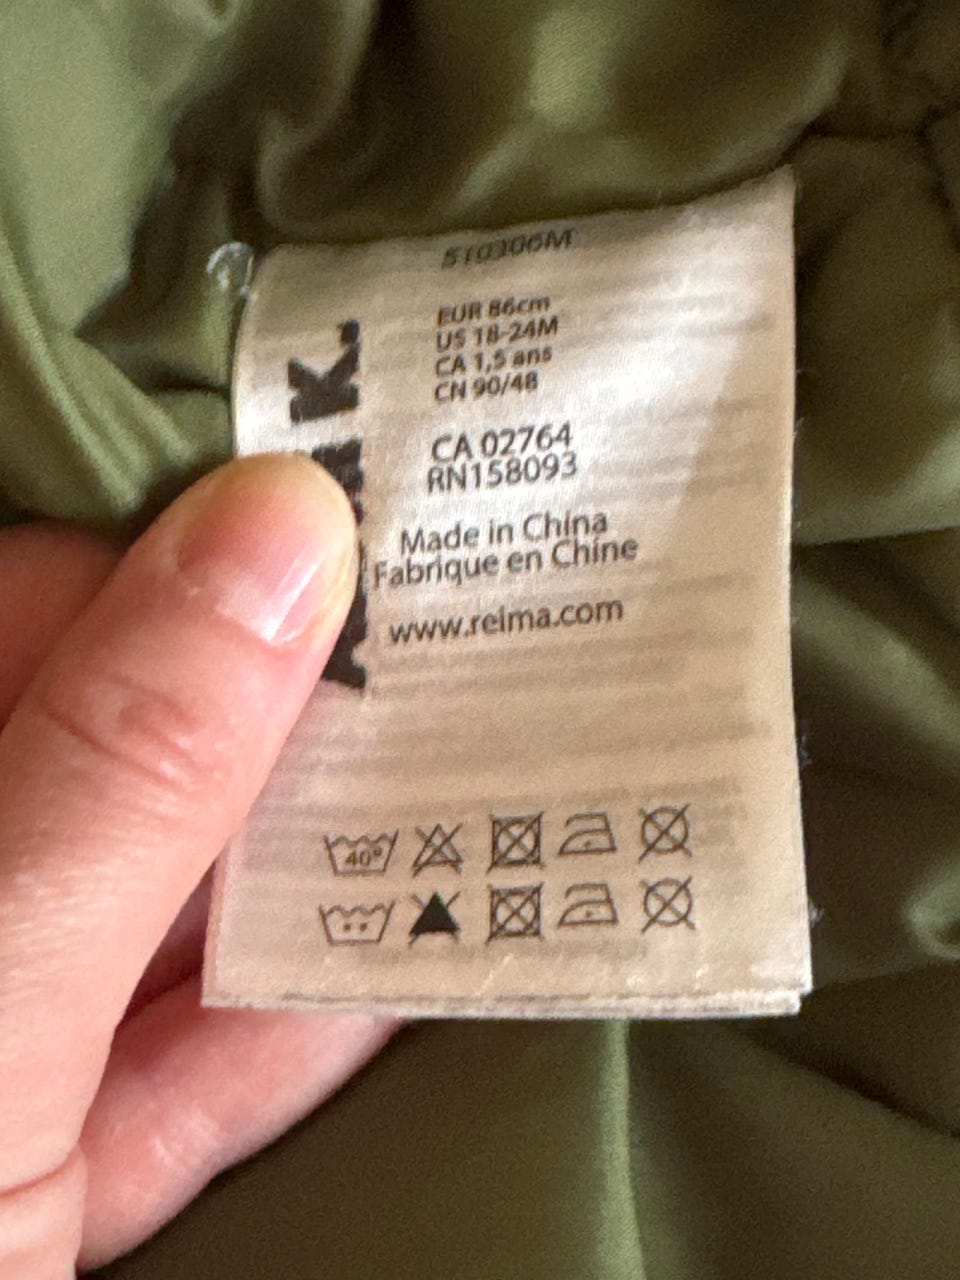 510306M
EUR 86cm
US 18-24M
CA 1,5 ans
CN 90/48
CA 02764
RN158093
Made in China
Fabrique en Chine
www.reima.com
K.
40°